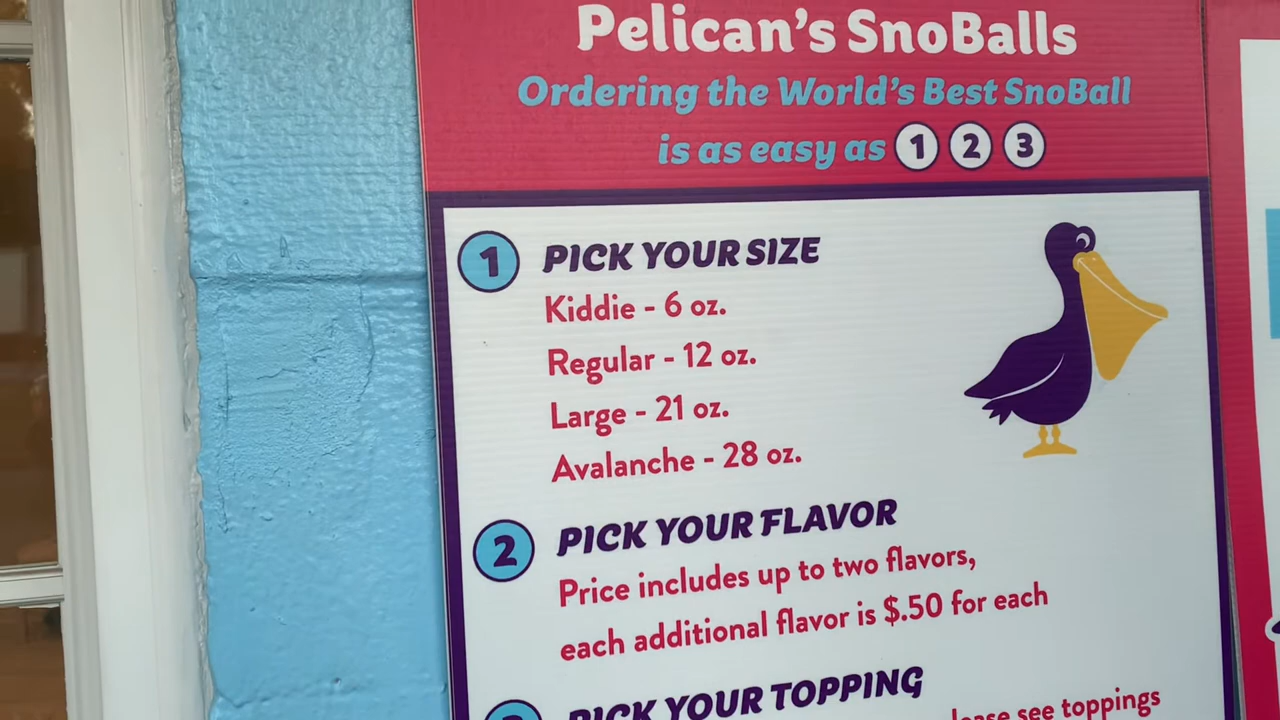 Pelican's SnoBalls
Ordering the World's Best SnoBall
is as easy as 1 2 3
1 PICK YOUR SIZE
Kiddie - 6 oz.
Regular - 12 oz.
Large - 21 oz.
Avalanche - 28 oz.
2 PICK YOUR FLAVOR
Price includes up to two flavors,
each additional flavor is $.50 for each
3 PICK YOUR TOPPING
see toppings